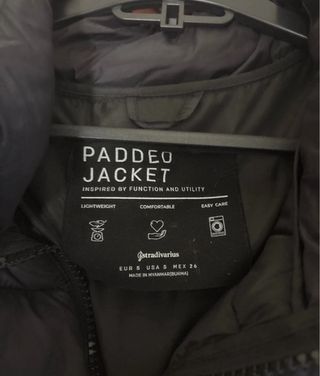 PADDED
JACKET
INSPIRED BY FUNCTION AND UTILITY
LIGHTWEIGHT COMFORTABLE EASY CARE
stradivarius
EUR S USA S MEX 26
MADE IN MYANMAR(BURMA)